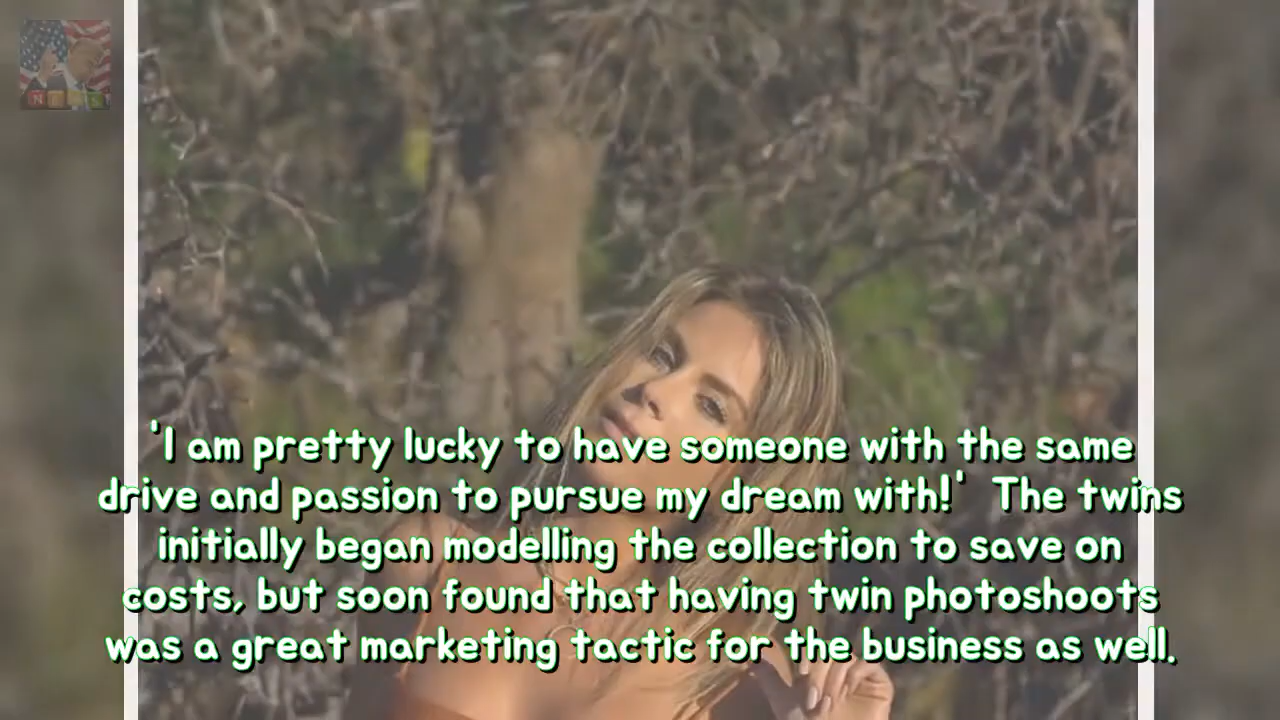 NEWS
'I am pretty lucky to have someone with the same
drive and passion to pursue my dream with!'  The twins
initially began modelling the collection to save on
costs, but soon found that having twin photoshoots
was a great marketing tactic for the business as well.